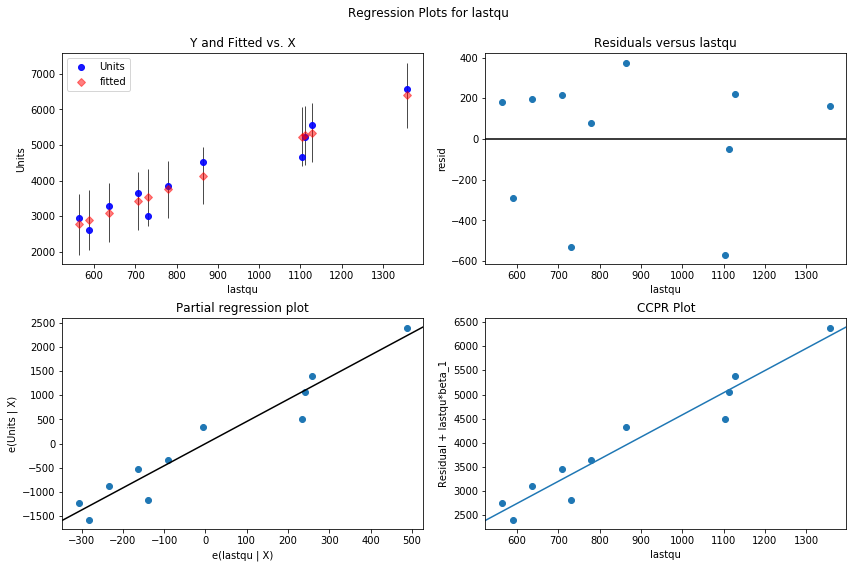 Regression Plots for lastqu
Y and Fitted vs. X
Units
fitted
7000
6000
5000
4000
3000
2000
Units
600 700 800 900 1000 1100 1200 1300
lastqu
Residuals versus lastqu
400
200
0
−200
−400
−600
resid
600 700 800 900 1000 1100 1200 1300
lastqu
Partial regression plot
2500
2000
1500
1000
500
0
−500
−1000
−1500
e(Units | X)
−300 −200 −100 0 100 200 300 400 500
e(lastqu | X)
CCPR Plot
6500
6000
5500
5000
4500
4000
3500
3000
2500
Residual + lastqu*beta_1
600 700 800 900 1000 1100 1200 1300
lastqu